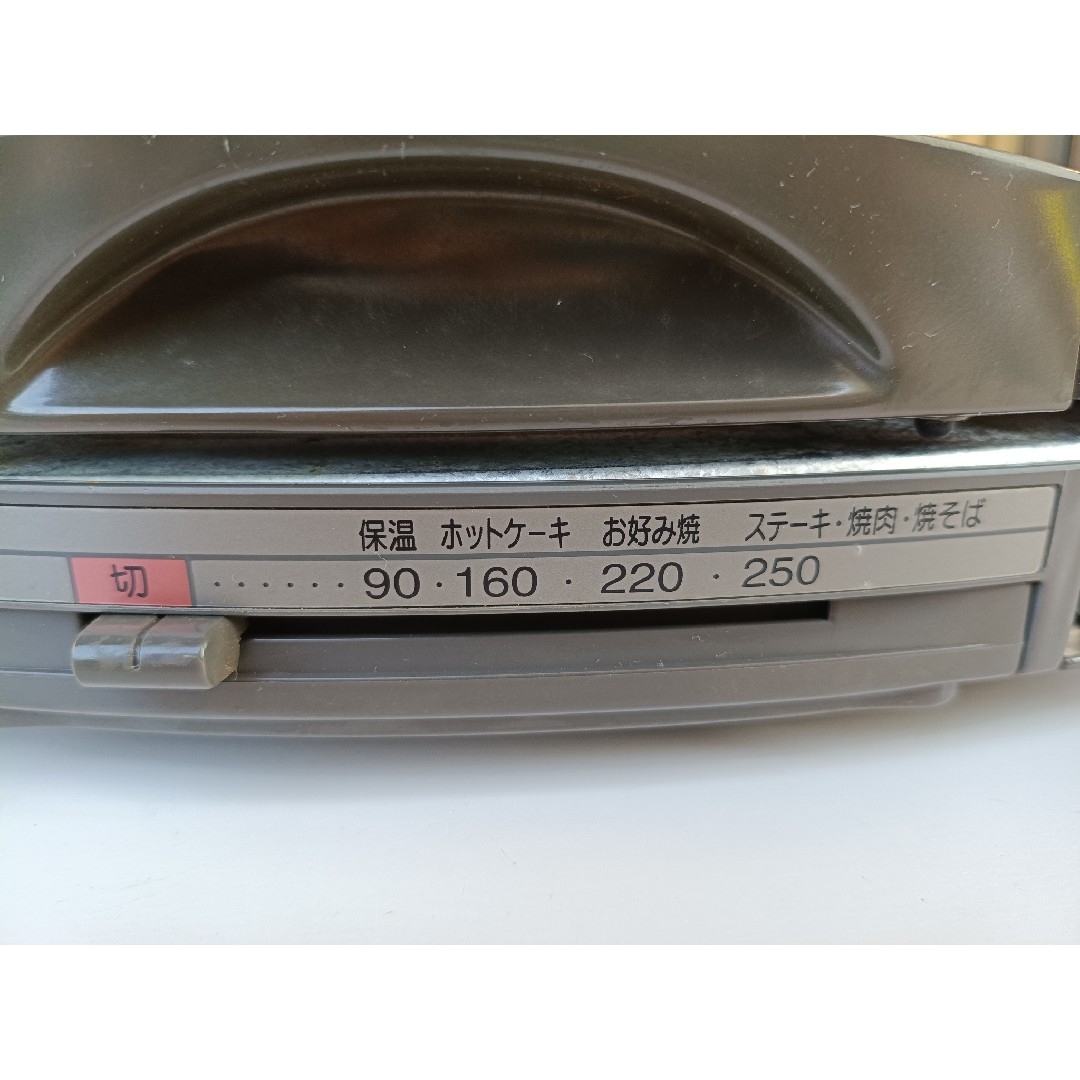 保温 ホットケーキ お好み焼 ステーキ・焼肉・焼そば
切 ・・・・・・ 90・160・220・250